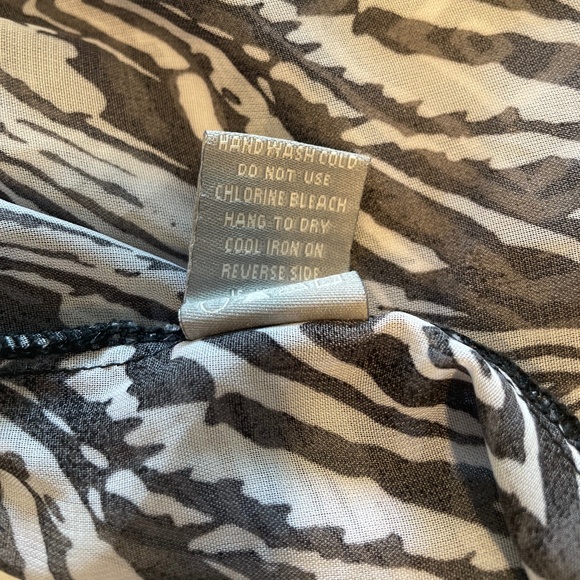 HAND WASH COLD
DO NOT USE
CHLORINE BLEACH
HANG TO DRY
COOL IRON ON
REVERSE SIDE